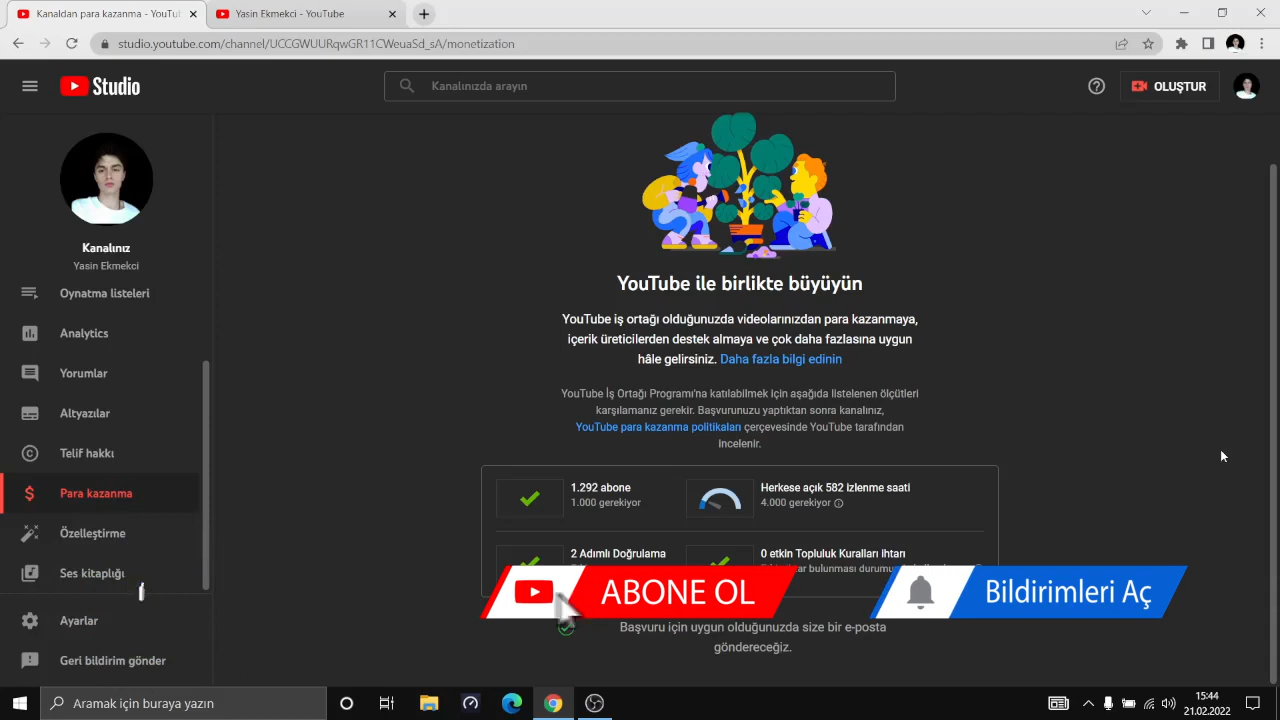 Kanaldan para kazanma - YouT
Yasin Ekmekci - YouTube
studio.youtube.com/channel/UCCGWUURqwGR11CWeuaSd_sA/monetization
Studio
Kanalınızda arayın
OLUŞTUR
Kanalınız
Yasin Ekmekci
Oynatma listeleri
Analytics
Yorumlar
Altyazılar
Telif hakkı
Para kazanma
Özelleştirme
Ses kitaplığı
Ayarlar
Geri bildirim gönder
YouTube ile birlikte büyüyün
YouTube iş ortağı olduğunuzda videolarınızdan para kazanmaya,
içerik üreticilerden destek almaya ve çok daha fazlasına uygun
hâle gelirsiniz. Daha fazla bilgi edinin
YouTube İş Ortağı Programı'na katılabilmek için aşağıda listelenen ölçütleri
karşılamanız gerekir. Başvurunuzu yaptıktan sonra kanalınız,
YouTube para kazanma politikaları çerçevesinde YouTube tarafından
incelenir.
1.292 abone
1.000 gerekiyor
Herkese açık 582 izlenme saati
4.000 gerekiyor
2 Adımlı Doğrulama
0 etkin Topluluk Kuralları ihtarı
ABONE OL
Bildirimleri Aç
Başvuru için uygun olduğunuzda size bir e-posta
göndereceğiz.
Aramak için buraya yazın
15:44
21.02.2022